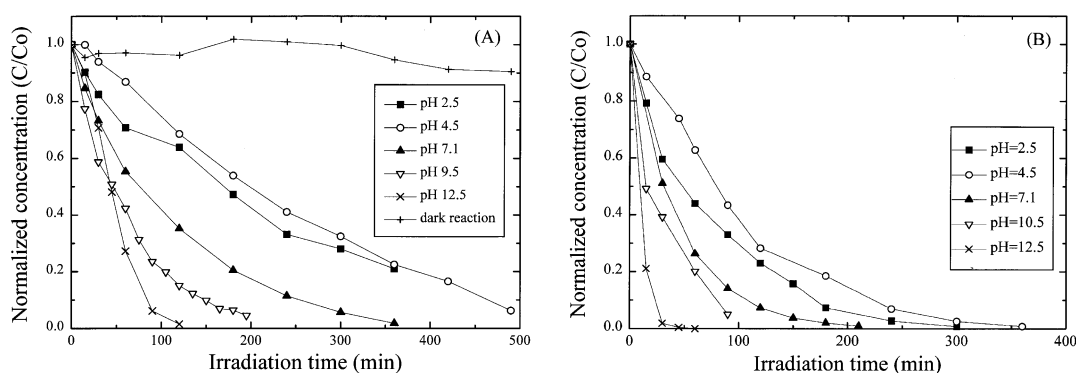 Normalized concentration (C/Co)
1.0
0.8
0.6
0.4
0.2
0.0
(A)
pH 2.5
pH 4.5
pH 7.1
pH 9.5
pH 12.5
dark reaction
0
100
200
300
400
500
Irradiation time (min)
Normalized concentration (C/Co)
1.0
0.8
0.6
0.4
0.2
0.0
(B)
pH=2.5
pH=4.5
pH=7.1
pH=10.5
pH=12.5
0
100
200
300
400
Irradiation time (min)